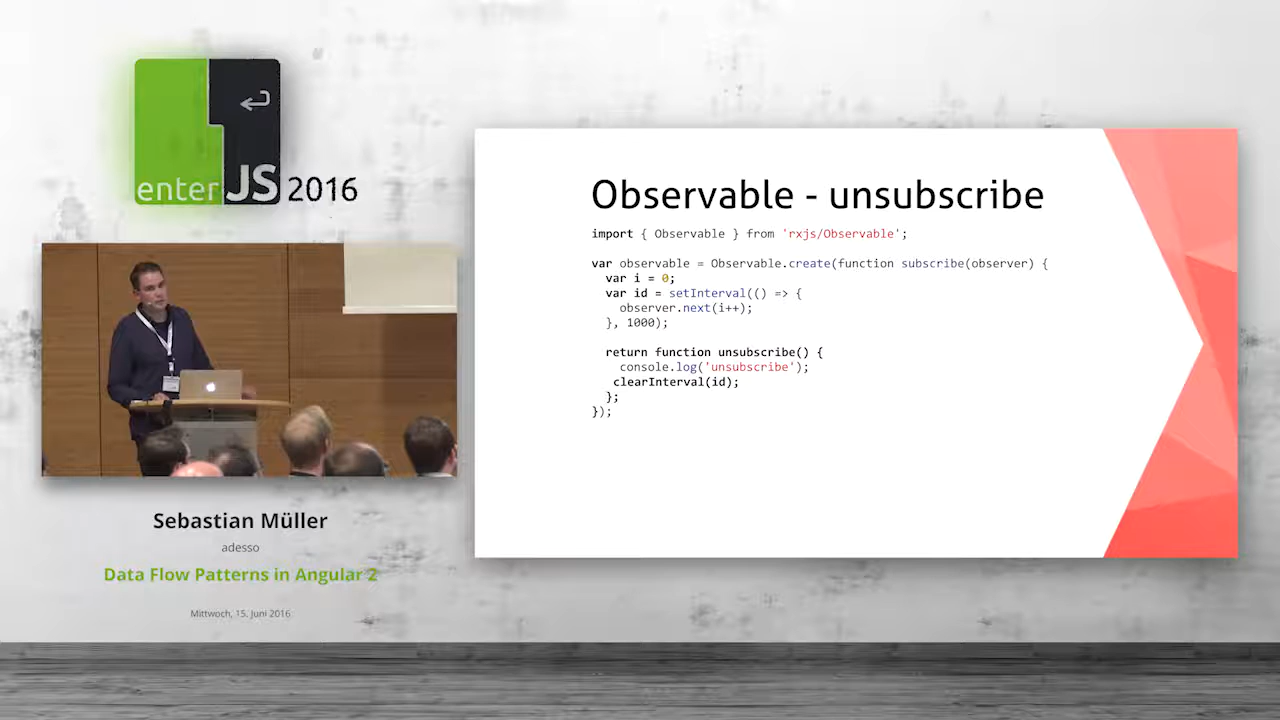 enterJS 2016
Sebastian Müller
adesso
Data Flow Patterns in Angular 2
Mittwoch, 15. Juni 2016
Observable - unsubscribe
import { Observable } from 'rxjs/Observable';
var observable = Observable.create(function subscribe(observer) {
  var i = 0;
  var id = setInterval(() => {
    observer.next(i++);
  }, 1000);
  return function unsubscribe() {
    console.log('unsubscribe');
   clearInterval(id);
  };
});